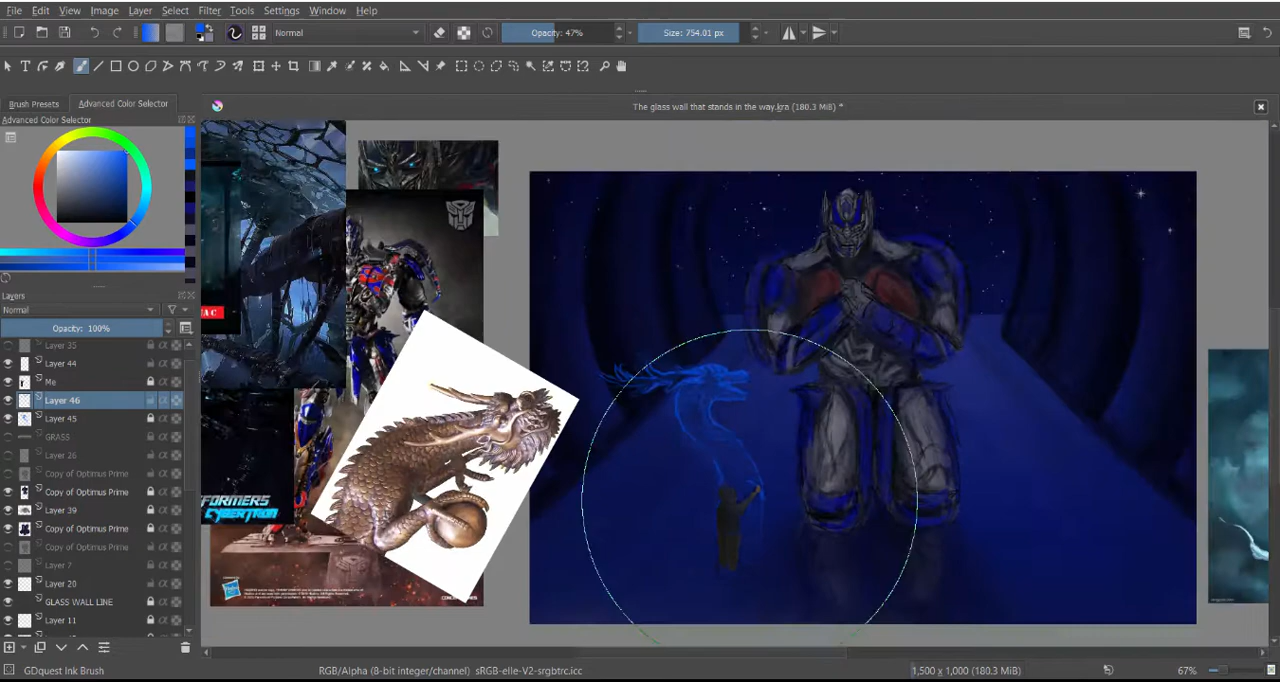 File Edit View Image Layer Select Filter Tools Settings Window Help
Normal Opacity: 47% Size: 754.01 px
Brush Presets Advanced Color Selector
The glass wall that stands in the way.kra (180.3 MiB) *
Advanced Color Selector
Layers
Normal
Opacity: 100%
Layer 35
Layer 44
Me
Layer 46
Layer 45
GRASS
Layer 26
Copy of Optimus Prime
Copy of Optimus Prime
Layer 39
Copy of Optimus Prime
Copy of Optimus Prime
Layer 7
Layer 20
GLASS WALL LINE
Layer 11
CYBERTRON
Hasbro
GDquest Ink Brush RGB/Alpha (8-bit integer/channel) sRGB-elle-V2-srgbtrc.icc 1,500 x 1,000 (180.3 MiB) 67%